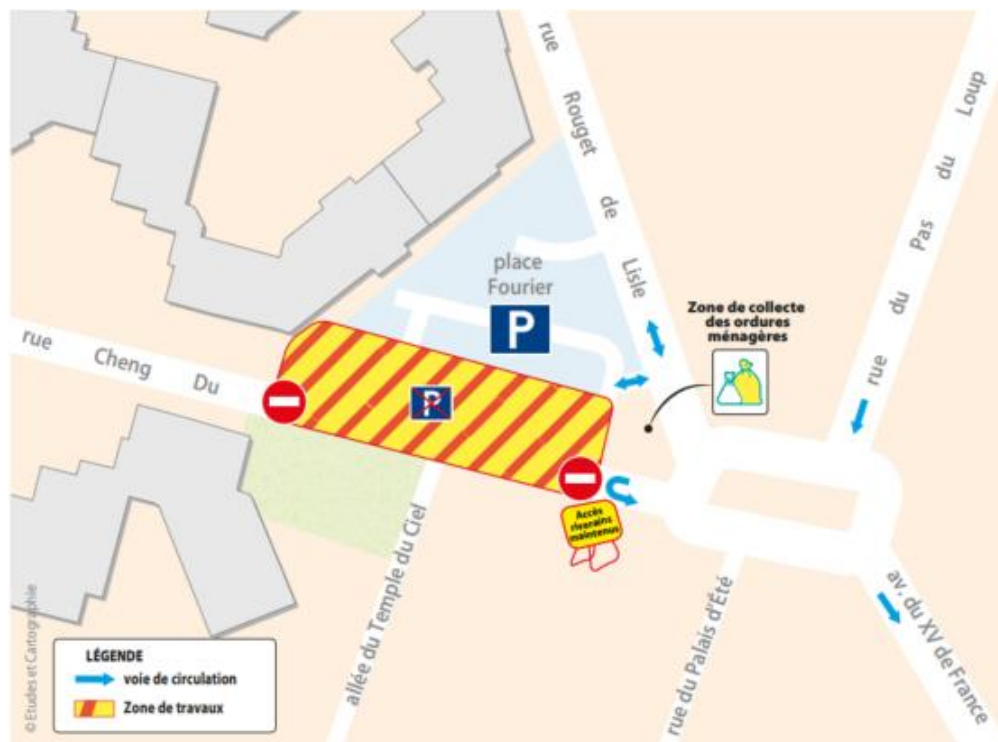 rue Rouget de Lisle
rue du Pas du Loup
place
Fourier
P
Zone de collecte
des ordures
ménagères
rue Cheng Du
P
Accès
riverains
maintenus
allée du Temple du Ciel
rue du Palais d'Été
av. du XV de France
© Etudes et Cartographie
LÉGENDE
voie de circulation
Zone de travaux